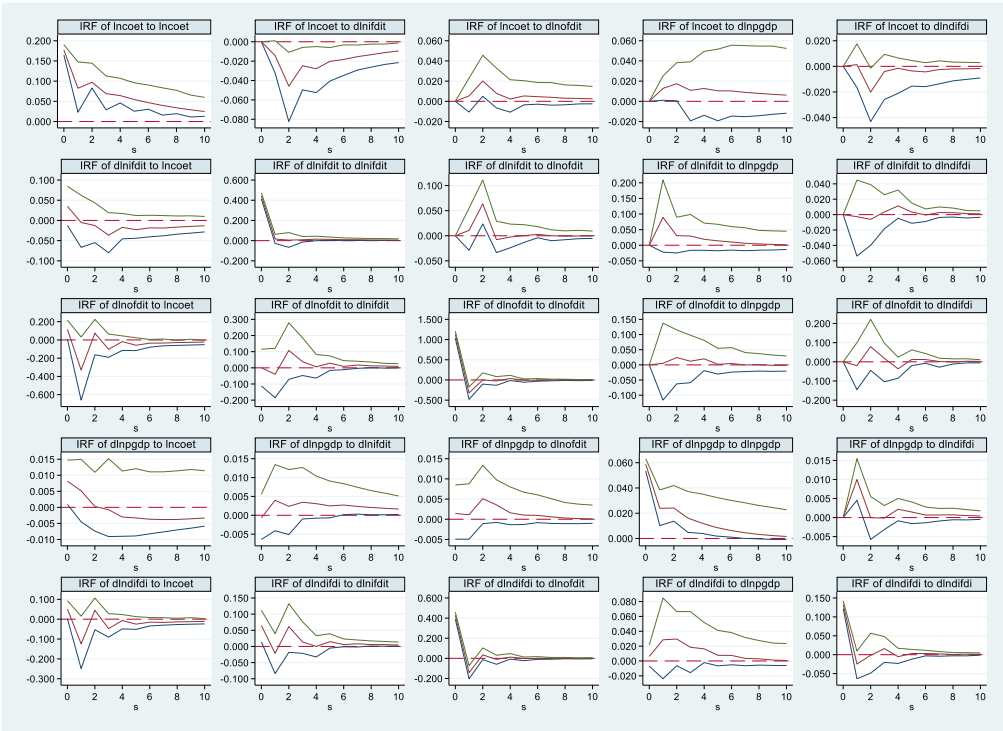 IRF of lncoet to lncoet
0.200
0.150
0.100
0.050
0.000
0 2 4 6 8 10
s
IRF of lncoet to dlnifdit
0.000
-0.020
-0.040
-0.060
-0.080
0 2 4 6 8 10
s
IRF of lncoet to dlnofdit
0.060
0.040
0.020
0.000
-0.020
0 2 4 6 8 10
s
IRF of lncoet to dlnpgdp
0.060
0.040
0.020
0.000
-0.020
0 2 4 6 8 10
s
IRF of lncoet to dlndifdi
0.020
0.000
-0.020
-0.040
0 2 4 6 8 10
s
IRF of dlnifdit to lncoet
0.100
0.050
0.000
-0.050
-0.100
0 2 4 6 8 10
s
IRF of dlnifdit to dlnifdit
0.600
0.400
0.200
0.000
-0.200
0 2 4 6 8 10
s
IRF of dlnifdit to dlnofdit
0.100
0.050
0.000
-0.050
0 2 4 6 8 10
s
IRF of dlnifdit to dlnpgdp
0.200
0.150
0.100
0.050
0.000
-0.050
0 2 4 6 8 10
s
IRF of dlnifdit to dlndifdi
0.040
0.020
0.000
-0.020
-0.040
-0.060
0 2 4 6 8 10
s
IRF of dlnofdit to lncoet
0.200
0.000
-0.200
-0.400
-0.600
0 2 4 6 8 10
s
IRF of dlnofdit to dlnifdit
0.300
0.200
0.100
0.000
-0.100
-0.200
0 2 4 6 8 10
s
IRF of dlnofdit to dlnofdit
1.500
1.000
0.500
0.000
-0.500
0 2 4 6 8 10
s
IRF of dlnofdit to dlnpgdp
0.150
0.100
0.050
0.000
-0.050
-0.100
0 2 4 6 8 10
s
IRF of dlnofdit to dlndifdi
0.200
0.100
0.000
-0.100
-0.200
0 2 4 6 8 10
s
IRF of dlnpgdp to lncoet
0.015
0.010
0.005
0.000
-0.005
-0.010
0 2 4 6 8 10
s
IRF of dlnpgdp to dlnifdit
0.015
0.010
0.005
0.000
-0.005
0 2 4 6 8 10
s
IRF of dlnpgdp to dlnofdit
0.015
0.010
0.005
0.000
-0.005
0 2 4 6 8 10
s
IRF of dlnpgdp to dlnpgdp
0.060
0.040
0.020
0.000
0 2 4 6 8 10
s
IRF of dlnpgdp to dlndifdi
0.015
0.010
0.005
0.000
-0.005
0 2 4 6 8 10
s
IRF of dlndifdi to lncoet
0.100
0.000
-0.100
-0.200
-0.300
0 2 4 6 8 10
s
IRF of dlndifdi to dlnifdit
0.150
0.100
0.050
0.000
-0.050
-0.100
0 2 4 6 8 10
s
IRF of dlndifdi to dlnofdit
0.600
0.400
0.200
0.000
-0.200
0 2 4 6 8 10
s
IRF of dlndifdi to dlnpgdp
0.080
0.060
0.040
0.020
0.000
-0.020
0 2 4 6 8 10
s
IRF of dlndifdi to dlndifdi
0.150
0.100
0.050
0.000
-0.050
0 2 4 6 8 10
s